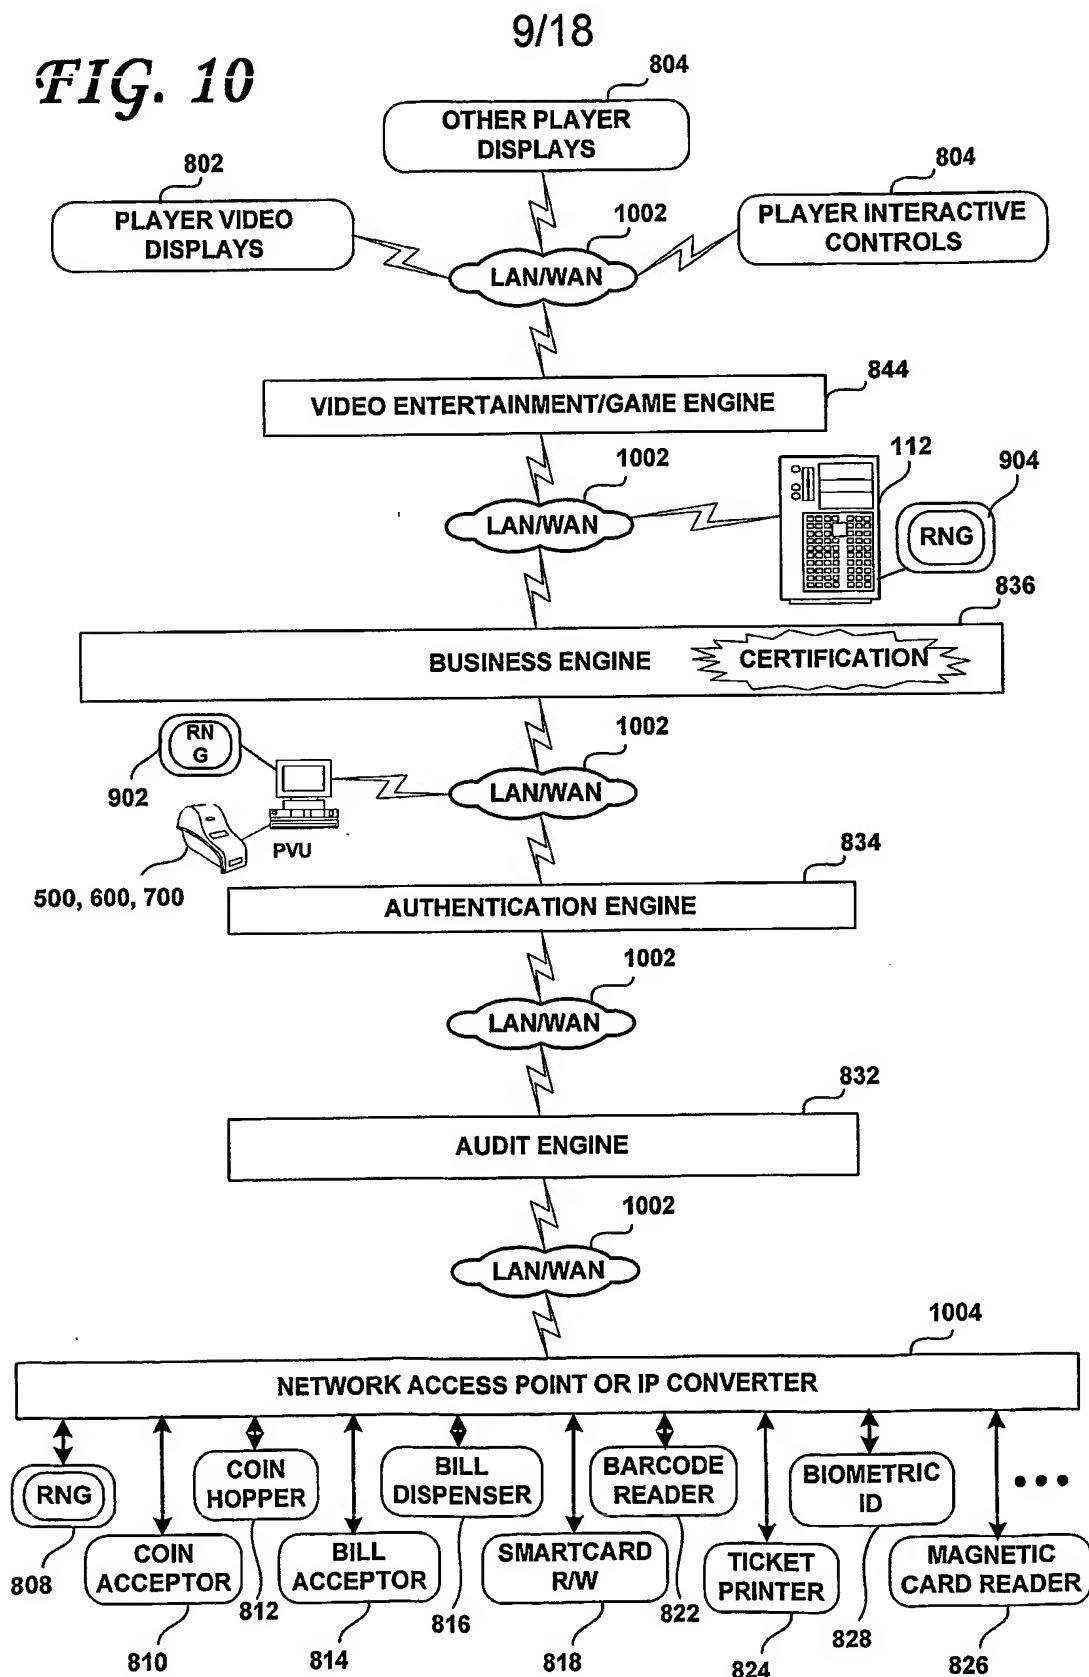 9/18
FIG. 10
804
OTHER PLAYER
DISPLAYS
802
PLAYER VIDEO
DISPLAYS
804
PLAYER INTERACTIVE
CONTROLS
1002
LAN/WAN
844
VIDEO ENTERTAINMENT/GAME ENGINE
1002
LAN/WAN
112
904
RNG
836
BUSINESS ENGINE
CERTIFICATION
RN
G
902
1002
LAN/WAN
PVU
500, 600, 700
834
AUTHENTICATION ENGINE
1002
LAN/WAN
832
AUDIT ENGINE
1002
LAN/WAN
1004
NETWORK ACCESS POINT OR IP CONVERTER
RNG
808
COIN
ACCEPTOR
810
COIN
HOPPER
812
BILL
ACCEPTOR
814
BILL
DISPENSER
816
SMARTCARD
R/W
818
BARCODE
READER
822
TICKET
PRINTER
824
BIOMETRIC
ID
828
MAGNETIC
CARD READER
826